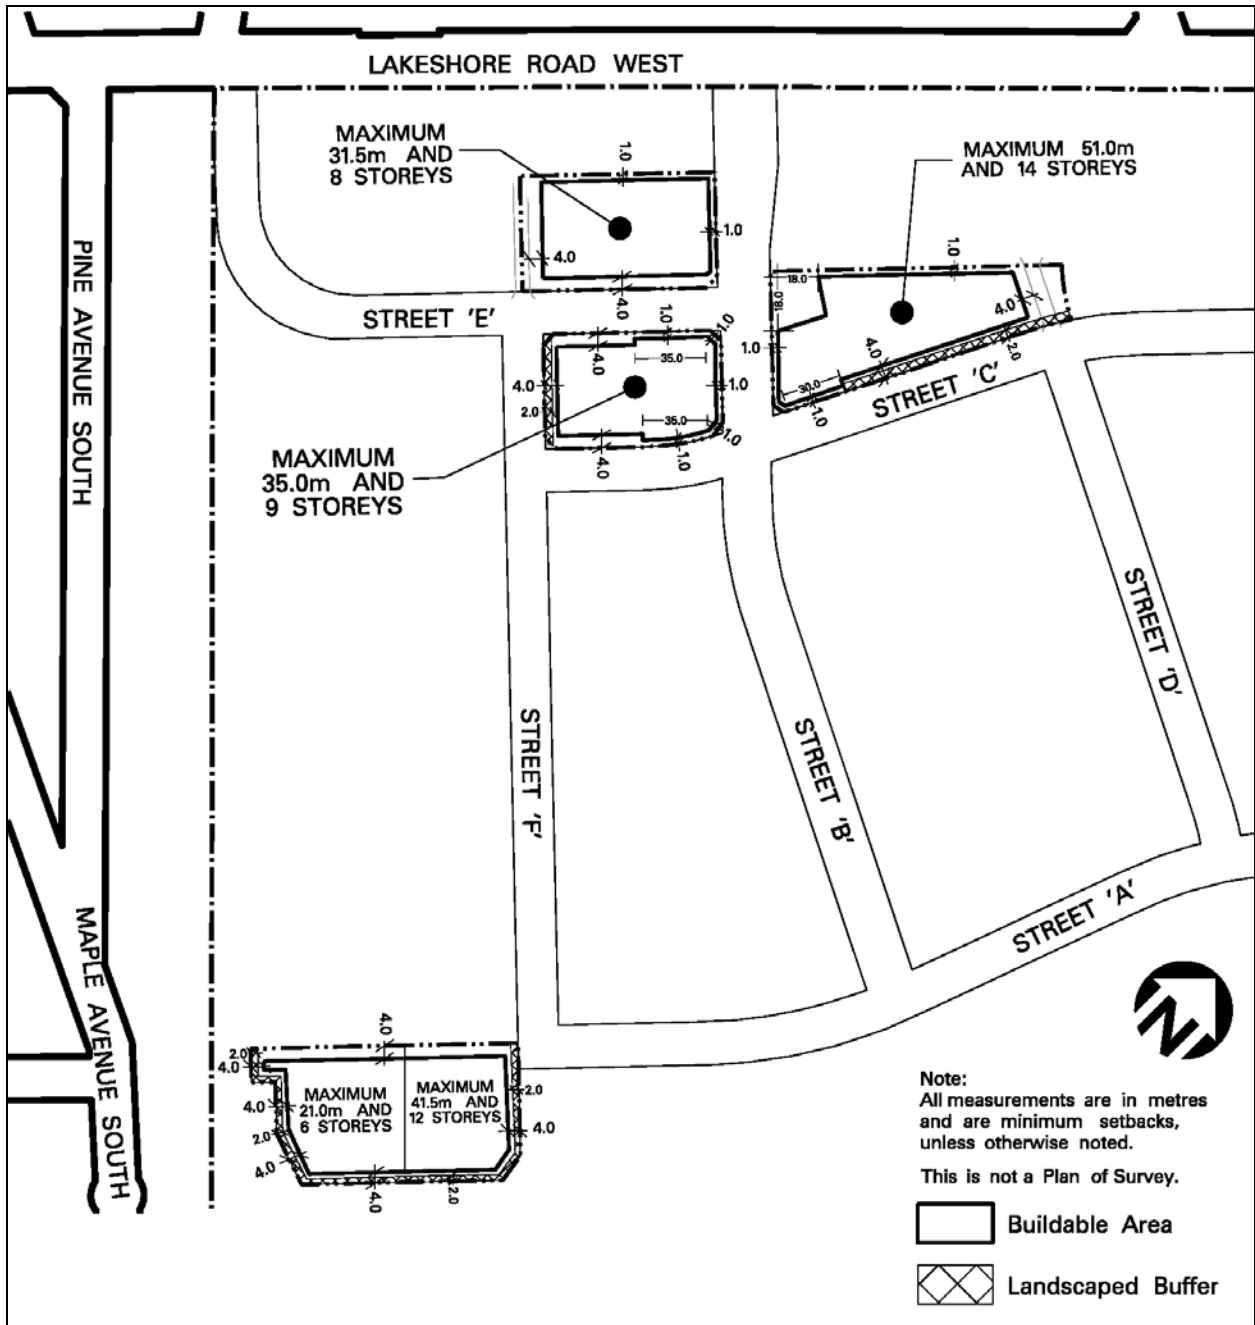 LAKESHORE ROAD WEST
MAXIMUM
31.5m AND
8 STOREYS
1.0
1.0
4.0
4.0
MAXIMUM 51.0m
AND 14 STOREYS
1.0
18.0
18.0
4.0
1.0
4.0
2.0
30.0
1.0
STREET 'C'
PINE AVENUE SOUTH
STREET 'E'
1.0
1.0
4.0
35.0
4.0
1.0
2.0
35.0
1.0
1.0
4.0
MAXIMUM
35.0m AND
9 STOREYS
STREET 'D'
STREET 'F'
STREET 'B'
STREET 'A'
MAPLE AVENUE SOUTH
4.0
2.0
4.0
MAXIMUM
21.0m AND
6 STOREYS
MAXIMUM
41.5m AND
12 STOREYS
2.0
4.0
4.0
2.0
4.0
4.0
2.0
N
Note:
All measurements are in metres
and are minimum setbacks,
unless otherwise noted.
This is not a Plan of Survey.
Buildable Area
Landscaped Buffer